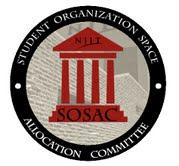 STUDENT ORGANIZATION SPACE
NJIT
SOSAC
ALLOCATION COMMITTEE